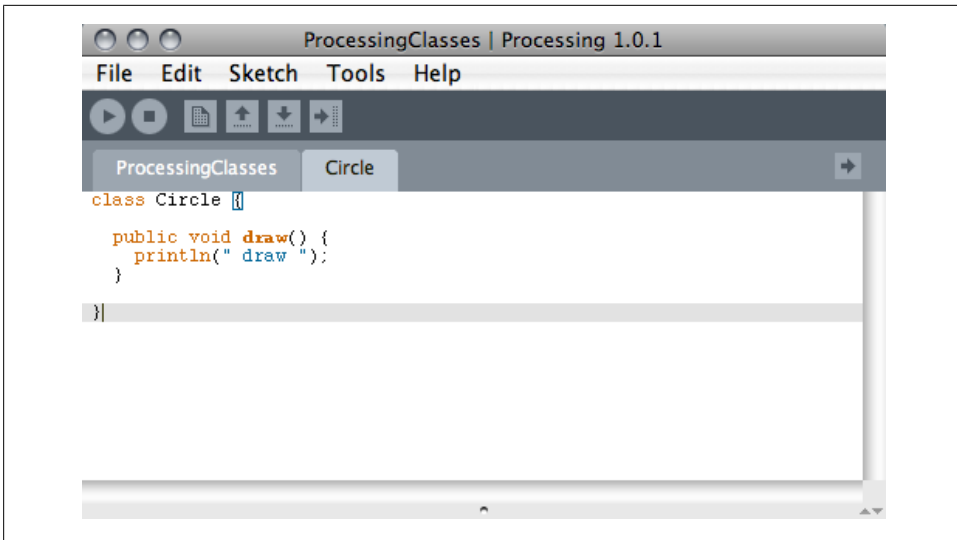 ProcessingClasses | Processing 1.0.1
File Edit Sketch Tools Help
ProcessingClasses Circle
class Circle {
public void draw() {
println(" draw ");
}
}